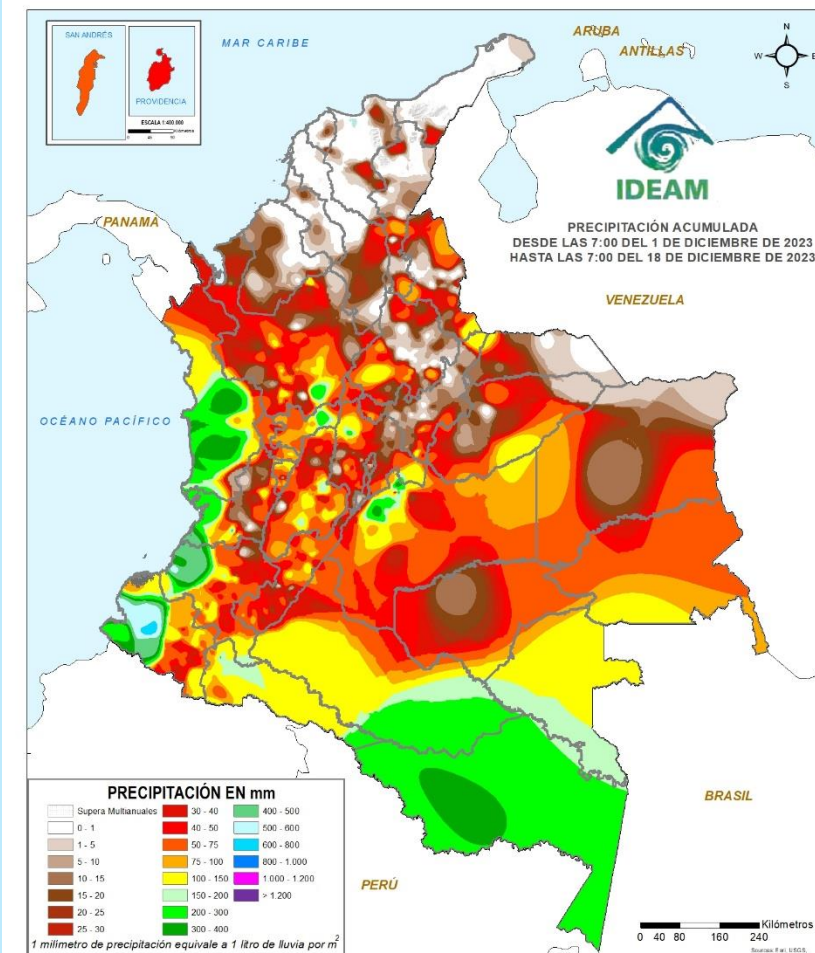 SAN ANDRÉS
PROVIDENCIA
ESCALA 1:400.000
MAR CARIBE
ARUBA
ANTILLAS
N
W
E
S
IDEAM
PRECIPITACIÓN ACUMULADA
DESDE LAS 7:00 DEL 1 DE DICIEMBRE DE 2023
HASTA LAS 7:00 DEL 18 DE DICIEMBRE DE 2023
PANAMÁ
VENEZUELA
OCÉANO PACÍFICO
BRASIL
PERÚ
PRECIPITACIÓN EN mm
Supera Multianuales
0 - 1
1 - 5
5 - 10
10 - 15
15 - 20
20 - 25
25 - 30
30 - 40
40 - 50
50 - 75
75 - 100
100 - 150
150 - 200
200 - 300
300 - 400
400 - 500
500 - 600
600 - 800
800 - 1.000
1.000 - 1.200
> 1.200
1 milímetro de precipitación equivale a 1 litro de lluvia por m2
Kilómetros
0 40 80 160 240